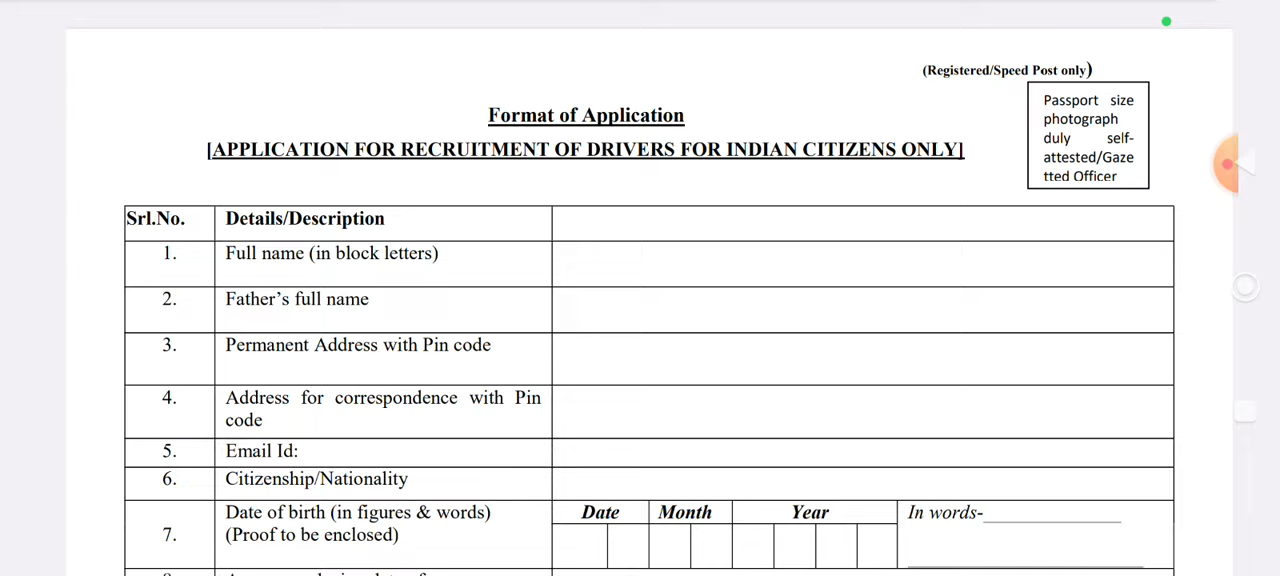 (Registered/Speed Post only)
Passport size
photograph
duly self-
attested/Gaze
tted Officer
Format of Application
[APPLICATION FOR RECRUITMENT OF DRIVERS FOR INDIAN CITIZENS ONLY]
Srl.No. Details/Description
1. Full name (in block letters)
2. Father’s full name
3. Permanent Address with Pin code
4. Address for correspondence with Pin
code
5. Email Id:
6. Citizenship/Nationality
7. Date of birth (in figures & words)
(Proof to be enclosed)
Date Month Year In words-